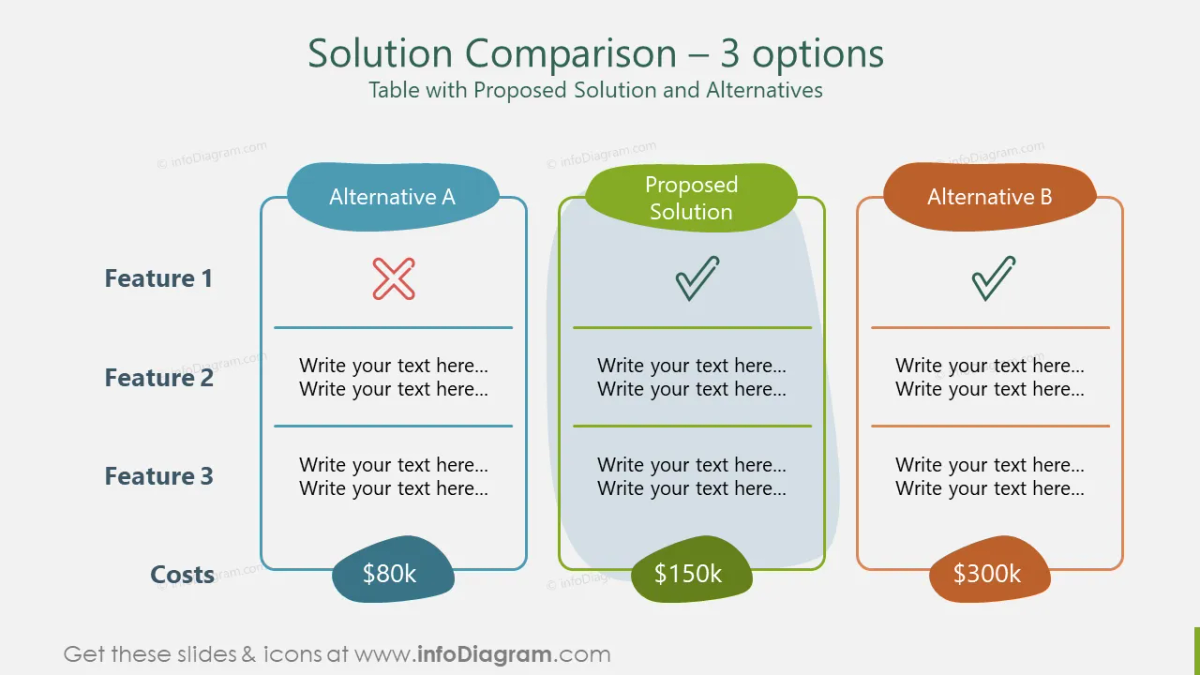 Solution Comparison – 3 options
Table with Proposed Solution and Alternatives
© infoDiagram.com
© infoDiagram.com
© infoDiagram.com
Alternative A
Proposed
Solution
Alternative B
Feature 1
Feature 2
© infoDiagram.com
Write your text here...
Write your text here...
Write your text here...
Write your text here...
Write your text here...
Write your text here...
Feature 3
Write your text here...
Write your text here...
Write your text here...
Write your text here...
Write your text here...
Write your text here...
Costs
© infoDiagram.com
$80k
© infoDiagram.com
$150k
$300k
Get these slides & icons at www.infoDiagram.com